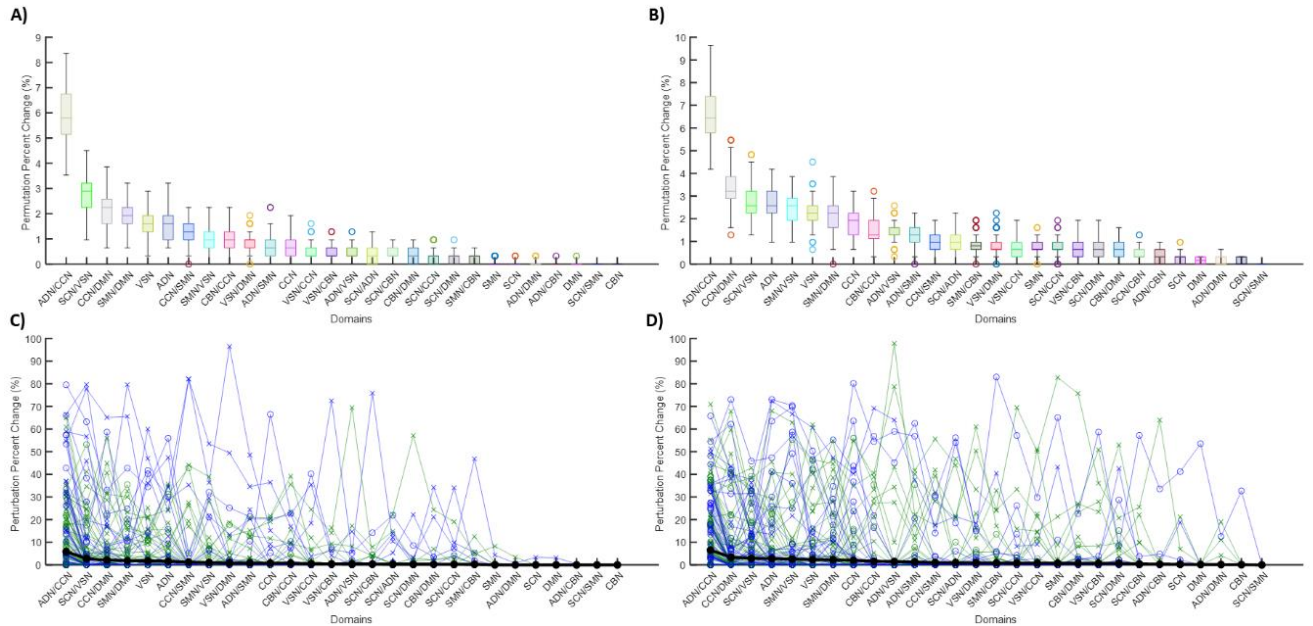 A)
Permutation Percent Change (%)
9
8
7
6
5
4
3
2
1
0
ADN/CCN
SCN/VSN
CCN/DMN
SMN/DMN
VSN
ADN
CCN/SMN
SMN/VSN
CBN/CCN
VSN/DMN
ADN/SMN
CCN
VSN/CCN
VSN/CBN
ADN/VSN
SCN/ADN
SCN/CBN
CBN/DMN
SCN/CCN
SCN/DMN
SMN/CBN
SMN
SCN
ADN/DMN
ADN/CBN
DMN
SCN/SMN
CBN
Domains
B)
Permutation Percent Change (%)
10
9
8
7
6
5
4
3
2
1
0
ADN/CCN
CCN/DMN
SCN/VSN
ADN
SMN/VSN
VSN
SMN/DMN
CCN
CBN/CCN
ADN/VSN
ADN/SMN
CCN/SMN
SCN/ADN
SMN/CBN
VSN/DMN
VSN/CCN
SMN
SCN/CCN
VSN/CBN
SCN/DMN
CBN/DMN
SCN/CBN
ADN/CBN
SCN
DMN
ADN/DMN
CBN
SCN/SMN
Domains
C)
Perturbation Percent Change (%)
100
90
80
70
60
50
40
30
20
10
0
ADN/CCN
SCN/VSN
CCN/DMN
SMN/DMN
VSN
ADN
CCN/SMN
SMN/VSN
VSN/DMN
ADN/SMN
CCN
CBN/CCN
VSN/CCN
VSN/CBN
ADN/VSN
SCN/CBN
SCN/ADN
SCN/DMN
CBN/DMN
SCN/CCN
SMN/CBN
SMN
ADN/DMN
SCN
DMN
ADN/CBN
SCN/SMN
CBN
Domains
D)
Perturbation Percent Change (%)
100
90
80
70
60
50
40
30
20
10
0
ADN/CCN
CCN/DMN
SCN/VSN
ADN
SMN/VSN
VSN
SMN/DMN
CCN
CBN/CCN
ADN/VSN
ADN/SMN
CCN/SMN
SCN/ADN
VSN/DMN
SMN/CBN
SCN/CCN
VSN/CCN
SMN
CBN/DMN
VSN/CBN
SCN/DMN
SCN/CBN
ADN/CBN
SCN
DMN
ADN/DMN
CBN
SCN/SMN
Domains